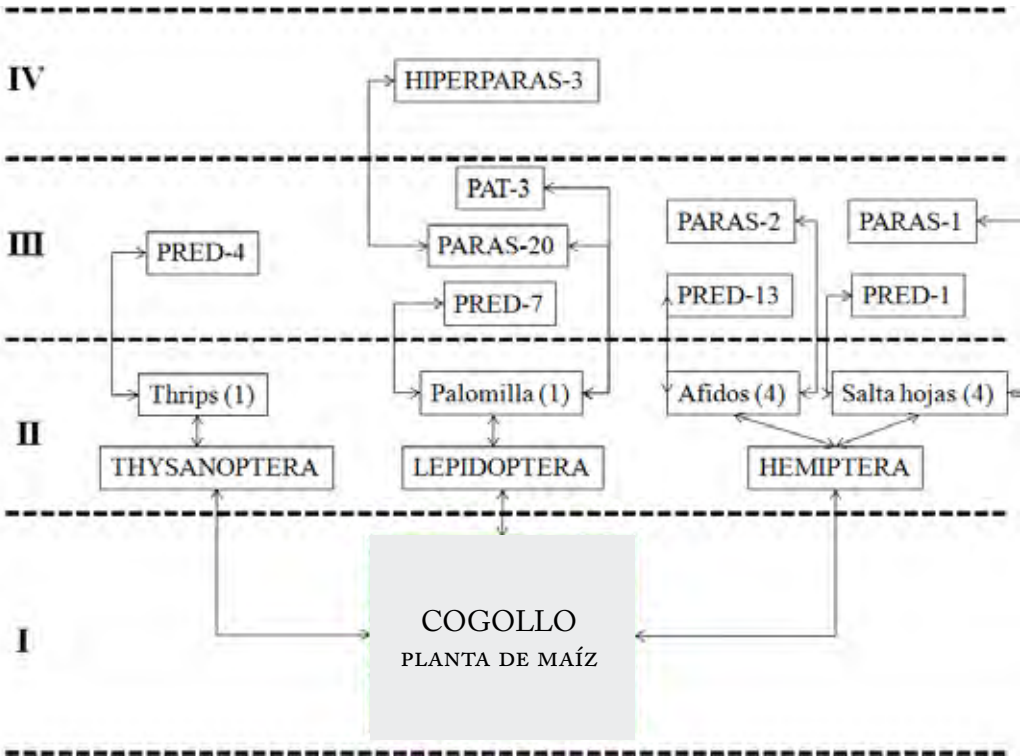 IV
HIPERPARAS-3
III
PAT-3
PARAS-20
PRED-7
PRED-4
PARAS-2
PRED-13
PARAS-1
PRED-1
II
Thrips (1)
Palomilla (1)
Afidos (4)
Salta hojas (4)
THYSANOPTERA
LEPIDOPTERA
HEMIPTERA
I
COGOLLO
PLANTA DE MAÍZ